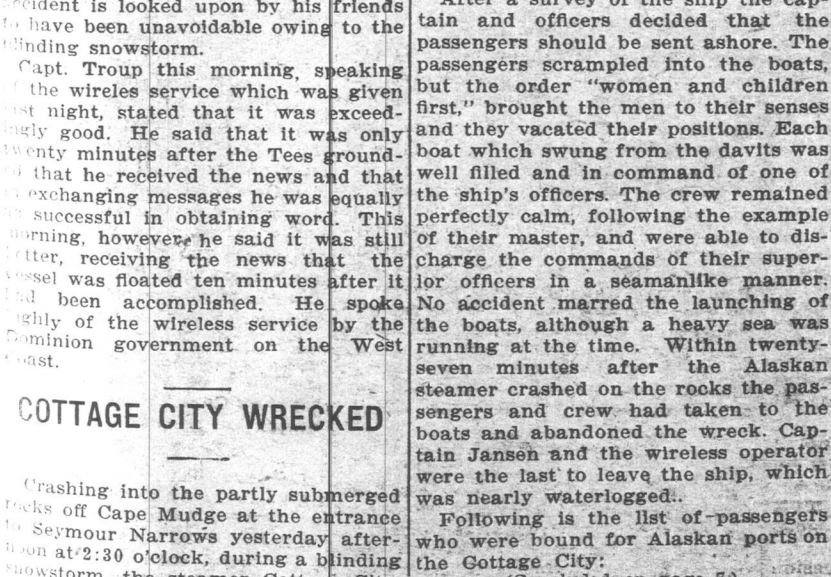 is looked upon by his friends
have been unavoidable owing to the
blinding snowstorm.
Capt. Troup this morning, speaking
the wireles service which was given
night, stated that it was exceed-
ingly good. He said that it was only
twenty minutes after the Tees ground-
that he received the news and that
exchanging messages he was equally
successful in obtaining word. This
morning, however he said it was still
receiving the news that the
vessel was floated ten minutes after it
been accomplished. He spoke
of the wireless service by the
Dominion government on the West
COTTAGE CITY WRECKED
Crashing into the partly submerged
rocks off Cape Mudge at the entrance
to Seymour Narrows yesterday after-
noon at 2:30 o'clock, during a blinding
snowstorm, the steamer
After a survey of the ship the cap-
tain and officers decided that the
passengers should be sent ashore. The
passengers scrampled into the boats,
but the order "women and children
first," brought the men to their senses
and they vacated their positions. Each
boat which swung from the davits was
well filled and in command of one of
the ship's officers. The crew remained
perfectly calm, following the example
of their master, and were able to dis-
charge the commands of their super-
ior officers in a seamanlike manner.
No accident marred the launching of
the boats, although a heavy sea was
running at the time. Within twenty-
seven minutes after the Alaskan
steamer crashed on the rocks the pas-
sengers and crew had taken to the
boats and abandoned the wreck. Cap-
tain Jansen and the wireless operator
were the last to leave the ship, which
was nearly waterlogged..
Following is the list of passengers
who were bound for Alaskan ports on
the Gottage City: